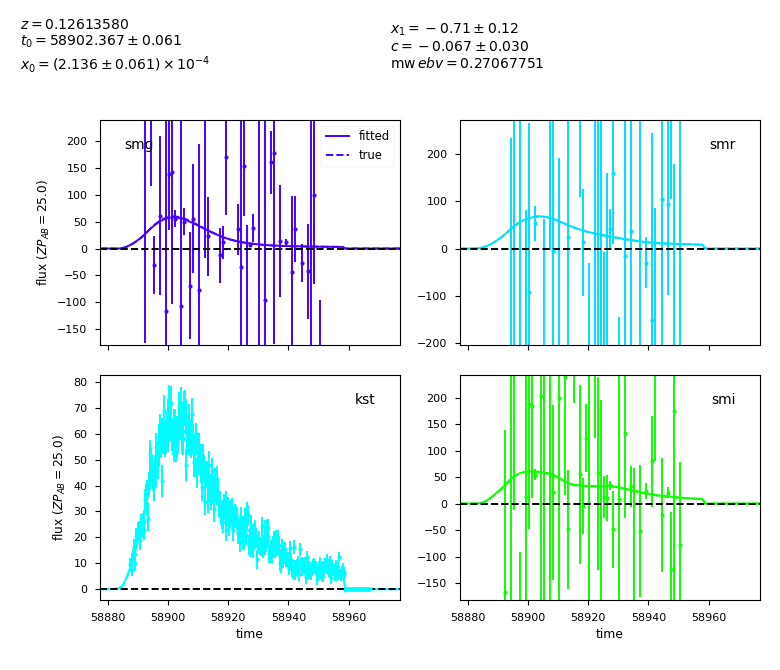 z = 0.12613580
t0 = 58902.367 ± 0.061
x0 = (2.136 ± 0.061) × 10^−4
x1 = −0.71 ± 0.12
c = −0.067 ± 0.030
mwebv = 0.27067751
smg
fitted
true
200
150
100
50
0
−50
−100
−150
flux (ZP_AB = 25.0)
smr
200
100
0
−100
−200
kst
80
70
60
50
40
30
20
10
0
flux (ZP_AB = 25.0)
58880 58900 58920 58940 58960
time
smi
200
150
100
50
0
−50
−100
−150
58880 58900 58920 58940 58960
time